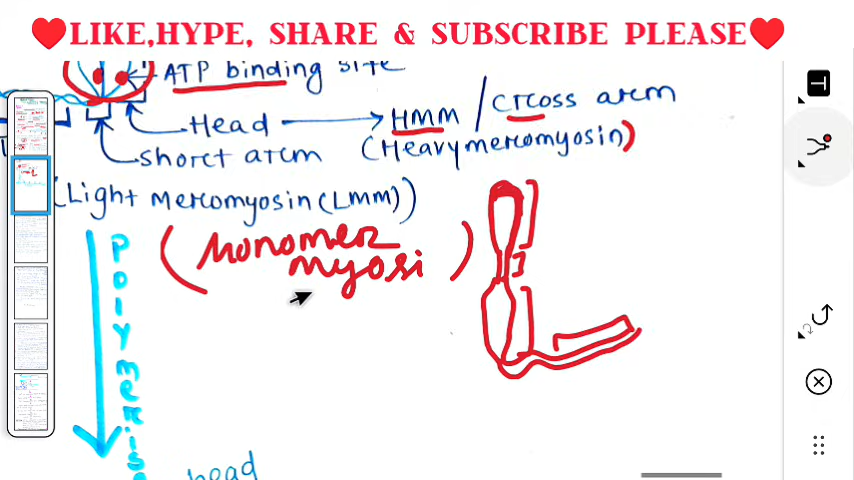 ♥LIKE,HYPE, SHARE & SUBSCRIBE PLEASE♥
ATP binding site
Head → HMM / Cross arm
short arm (Heavymeromyosin)
(Light Meromyosin (LMM))
(Monomer
myosi)
Polymeris
head
T